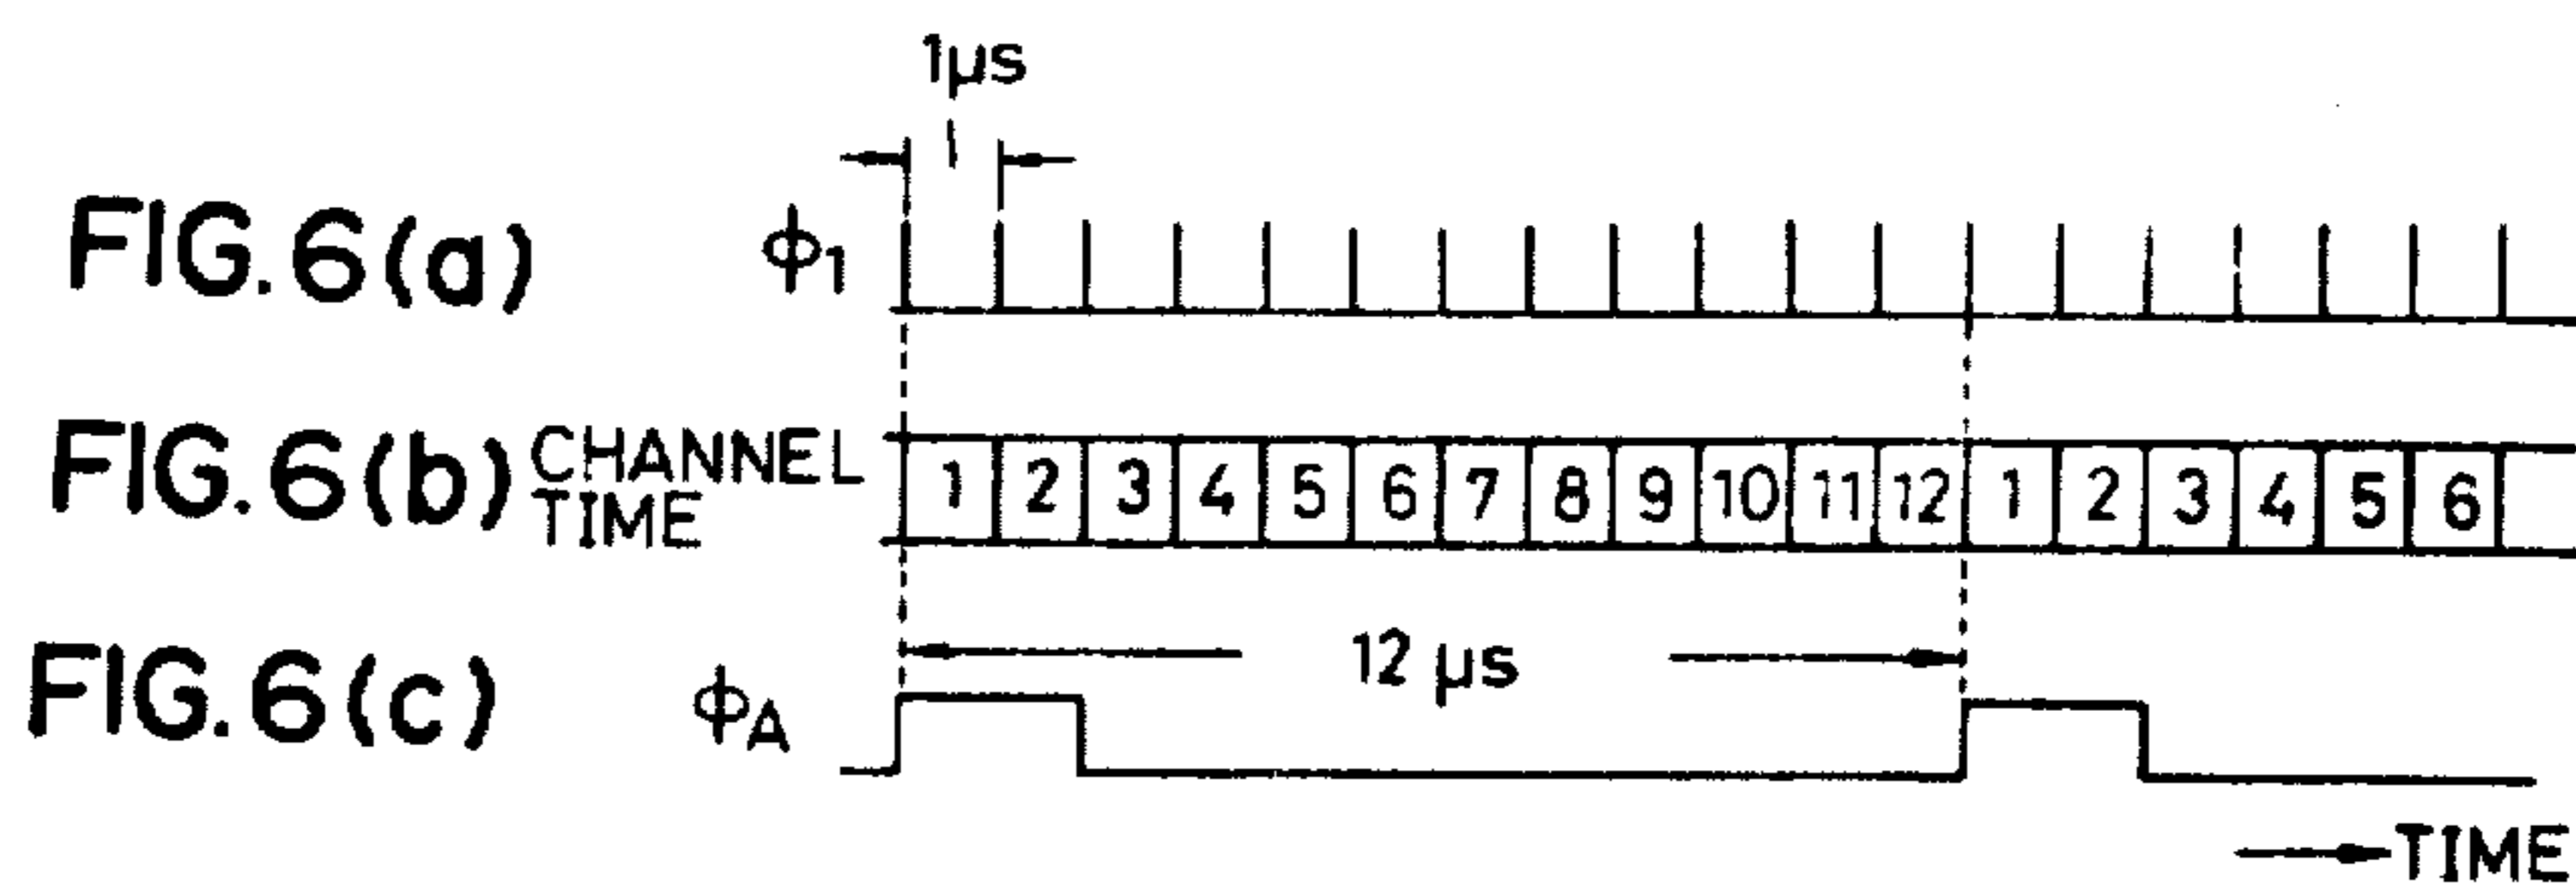 1μs
FIG. 6(a) ϕ1
FIG. 6(b) CHANNEL TIME
1 2 3 4 5 6 7 8 9 10 11 12 1 2 3 4 5 6
12 μs
FIG. 6(c) ϕA
TIME